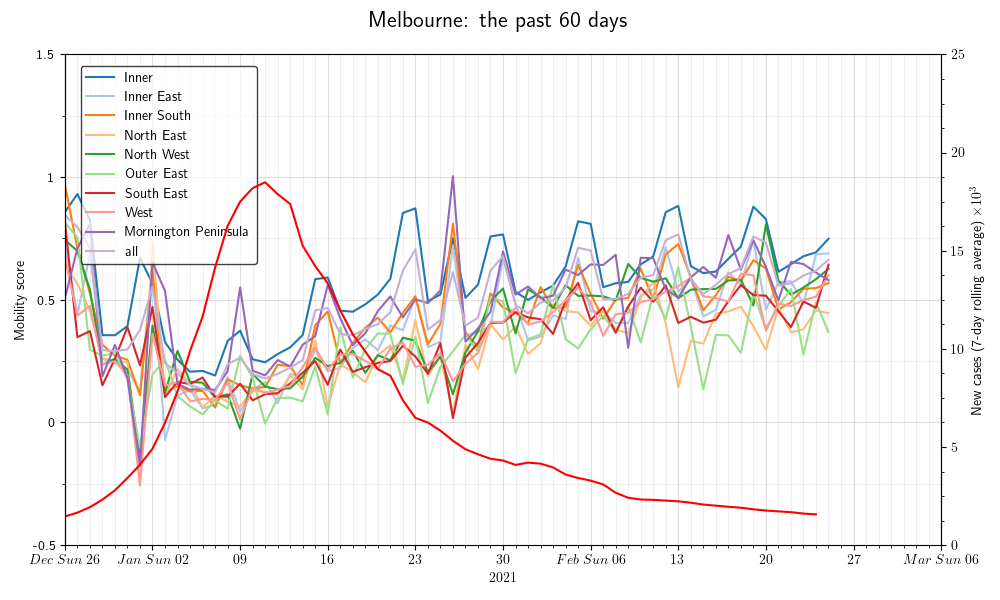 Melbourne: the past 60 days
1.5
1
0.5
0
-0.5
Mobility score
Inner
Inner East
Inner South
North East
North West
Outer East
South East
West
Mornington Peninsula
all
25
20
15
10
5
0
New cases (7-day rolling average) ×10³
Dec Sun 26
Jan Sun 02
09
16
23
30
Feb Sun 06
13
20
27
Mar Sun 06
2021